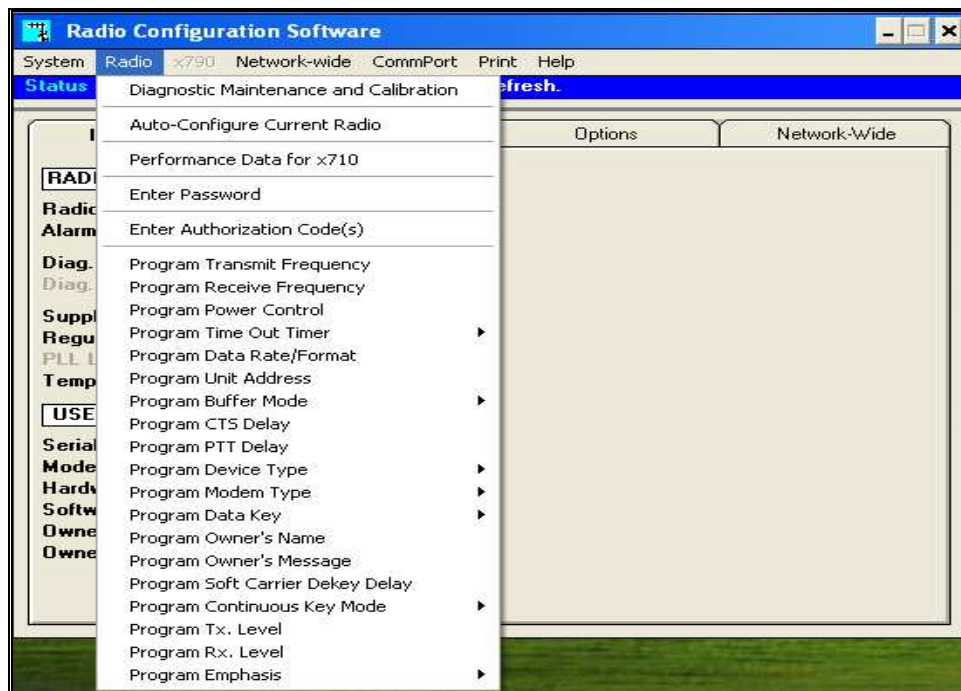 Radio Configuration Software
System Radio x790 Network-wide CommPort Print Help
Status efresh.
Options Network-Wide
Diagnostic Maintenance and Calibration
Auto-Configure Current Radio
Performance Data for x710
Enter Password
Enter Authorization Code(s)
Program Transmit Frequency
Program Receive Frequency
Program Power Control
Program Time Out Timer
Program Data Rate/Format
Program Unit Address
Program Buffer Mode
Program CTS Delay
Program PTT Delay
Program Device Type
Program Modem Type
Program Data Key
Program Owner's Name
Program Owner's Message
Program Soft Carrier Dekey Delay
Program Continuous Key Mode
Program Tx. Level
Program Rx. Level
Program Emphasis
RADI
Radio
Alarm
Diag.
Diag.
Suppl
Regu
PLL L
Temp
USE
Serial
Mode
Hardw
Softw
Owne
Owne